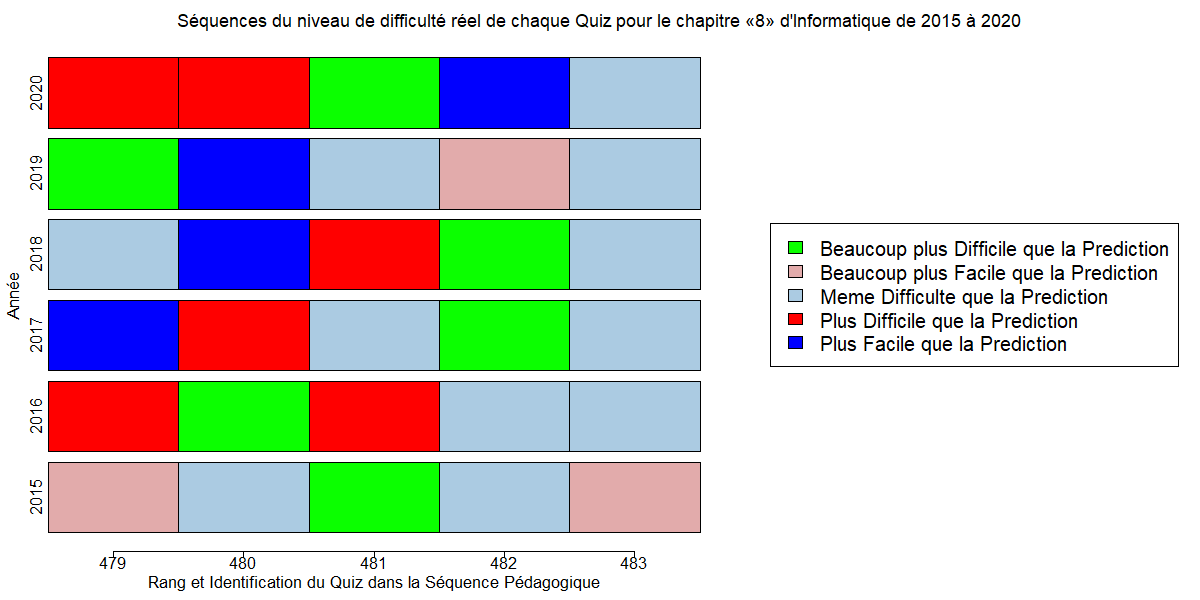 Séquences du niveau de difficulté réel de chaque Quiz pour le chapitre «8» d'Informatique de 2015 à 2020
2020
2019
2018
2017
2016
2015
Année
Beaucoup plus Difficile que la Prediction
Beaucoup plus Facile que la Prediction
Meme Difficulte que la Prediction
Plus Difficile que la Prediction
Plus Facile que la Prediction
479 480 481 482 483
Rang et Identification du Quiz dans la Séquence Pédagogique